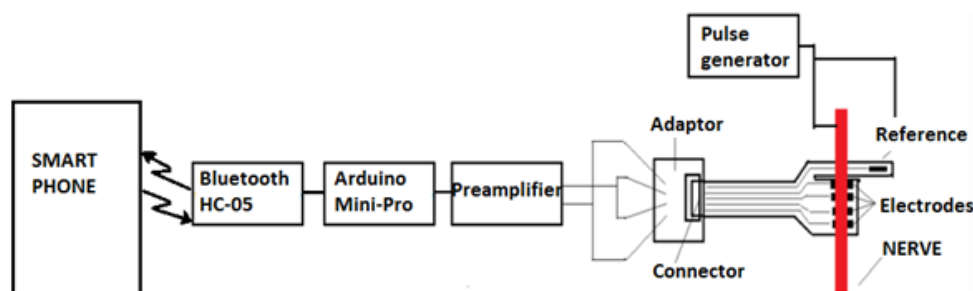 Pulse
generator
Adaptor
Reference
SMART
PHONE
Bluetooth
HC-05
Arduino
Mini-Pro
Preamplifier
Electrodes
Connector
NERVE